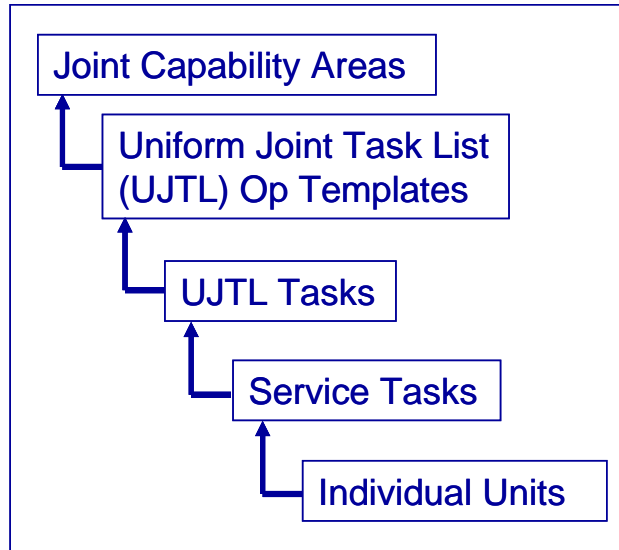 Joint Capability Areas
Uniform Joint Task List
(UJTL) Op Templates
UJTL Tasks
Service Tasks
Individual Units